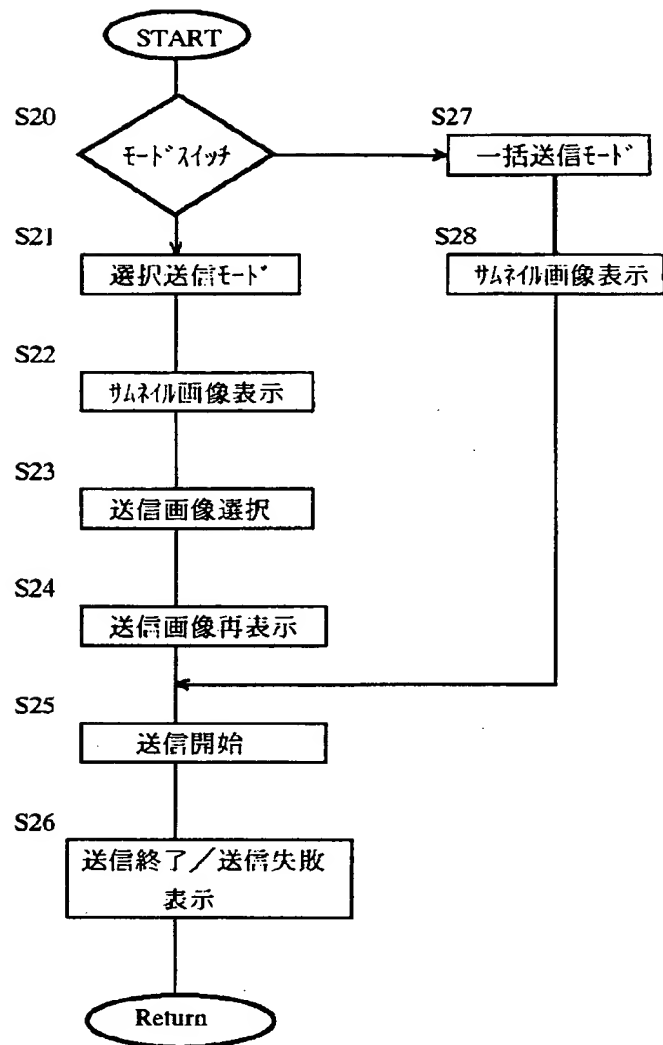 START
S20
ﾓｰﾄﾞｽｲｯﾁ
S27
一括送信ﾓｰﾄﾞ
S21
選択送信ﾓｰﾄﾞ
S28
ｻﾑﾈｲﾙ画像表示
S22
ｻﾑﾈｲﾙ画像表示
S23
送信画像選択
S24
送信画像再表示
S25
送信開始
S26
送信終了／送信失敗
表示
Return